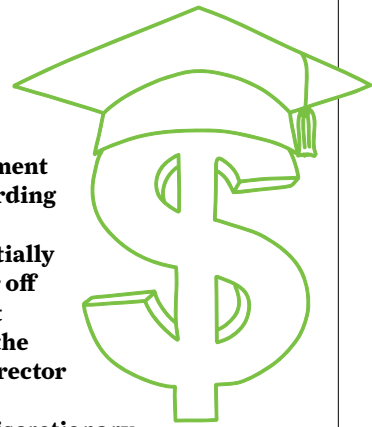 ment
rding
tially
off
t
the
rector